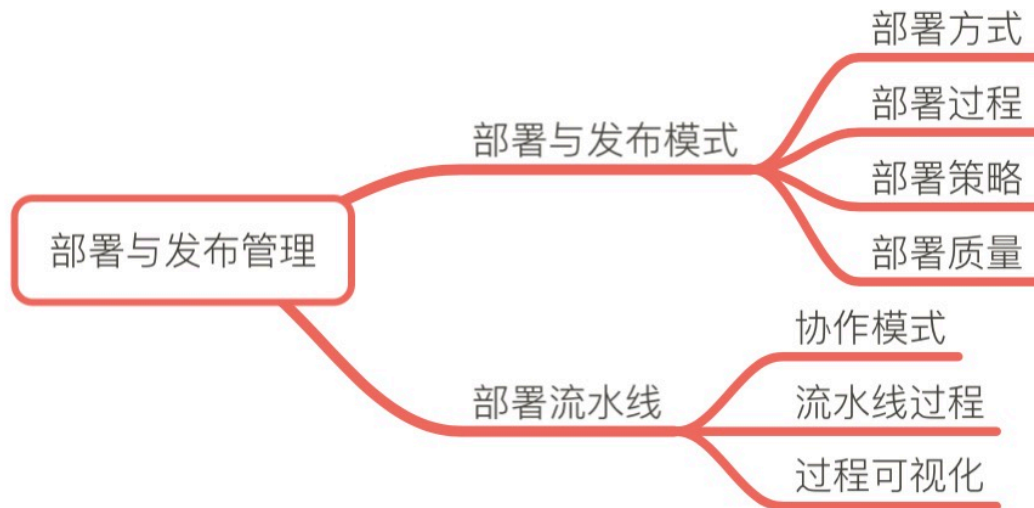 部署与发布管理
部署与发布模式
部署方式
部署过程
部署策略
部署质量
部署流水线
协作模式
流水线过程
过程可视化